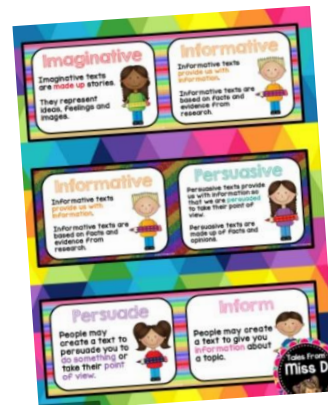 Imaginative
Imaginative texts
are made up stories.
They represent
ideas, feelings and
images.
Informative
Informative texts
provide us with
information.
Informative texts are
based on facts and
evidence from
research.
Informative
Informative texts
provide us with
information.
Informative texts are
based on facts and
evidence from
research.
Persuasive
Persuasive texts provide
us with information so
that we are persuaded
to take their point of
view.
Persuasive texts are
made up of facts and
opinions.
Persuade
People may
create a text to
persuade you to
do something or
take their point
of view.
Inform
People may create
a text to give you
information about
a topic.
Tales From
Miss D